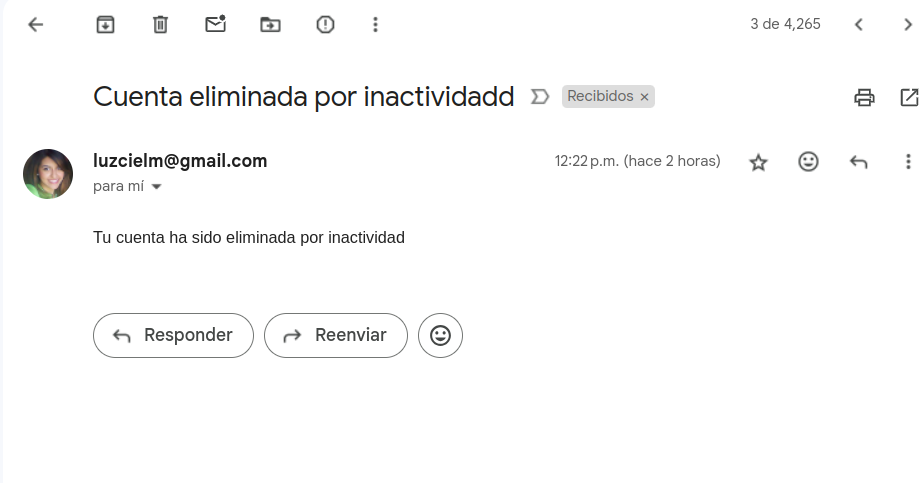 3 de 4,265
Cuenta eliminada por inactividadd Recibidos ×
luzcielm@gmail.com 12:22 p.m. (hace 2 horas)
para mí
Tu cuenta ha sido eliminada por inactividad
Responder Reenviar